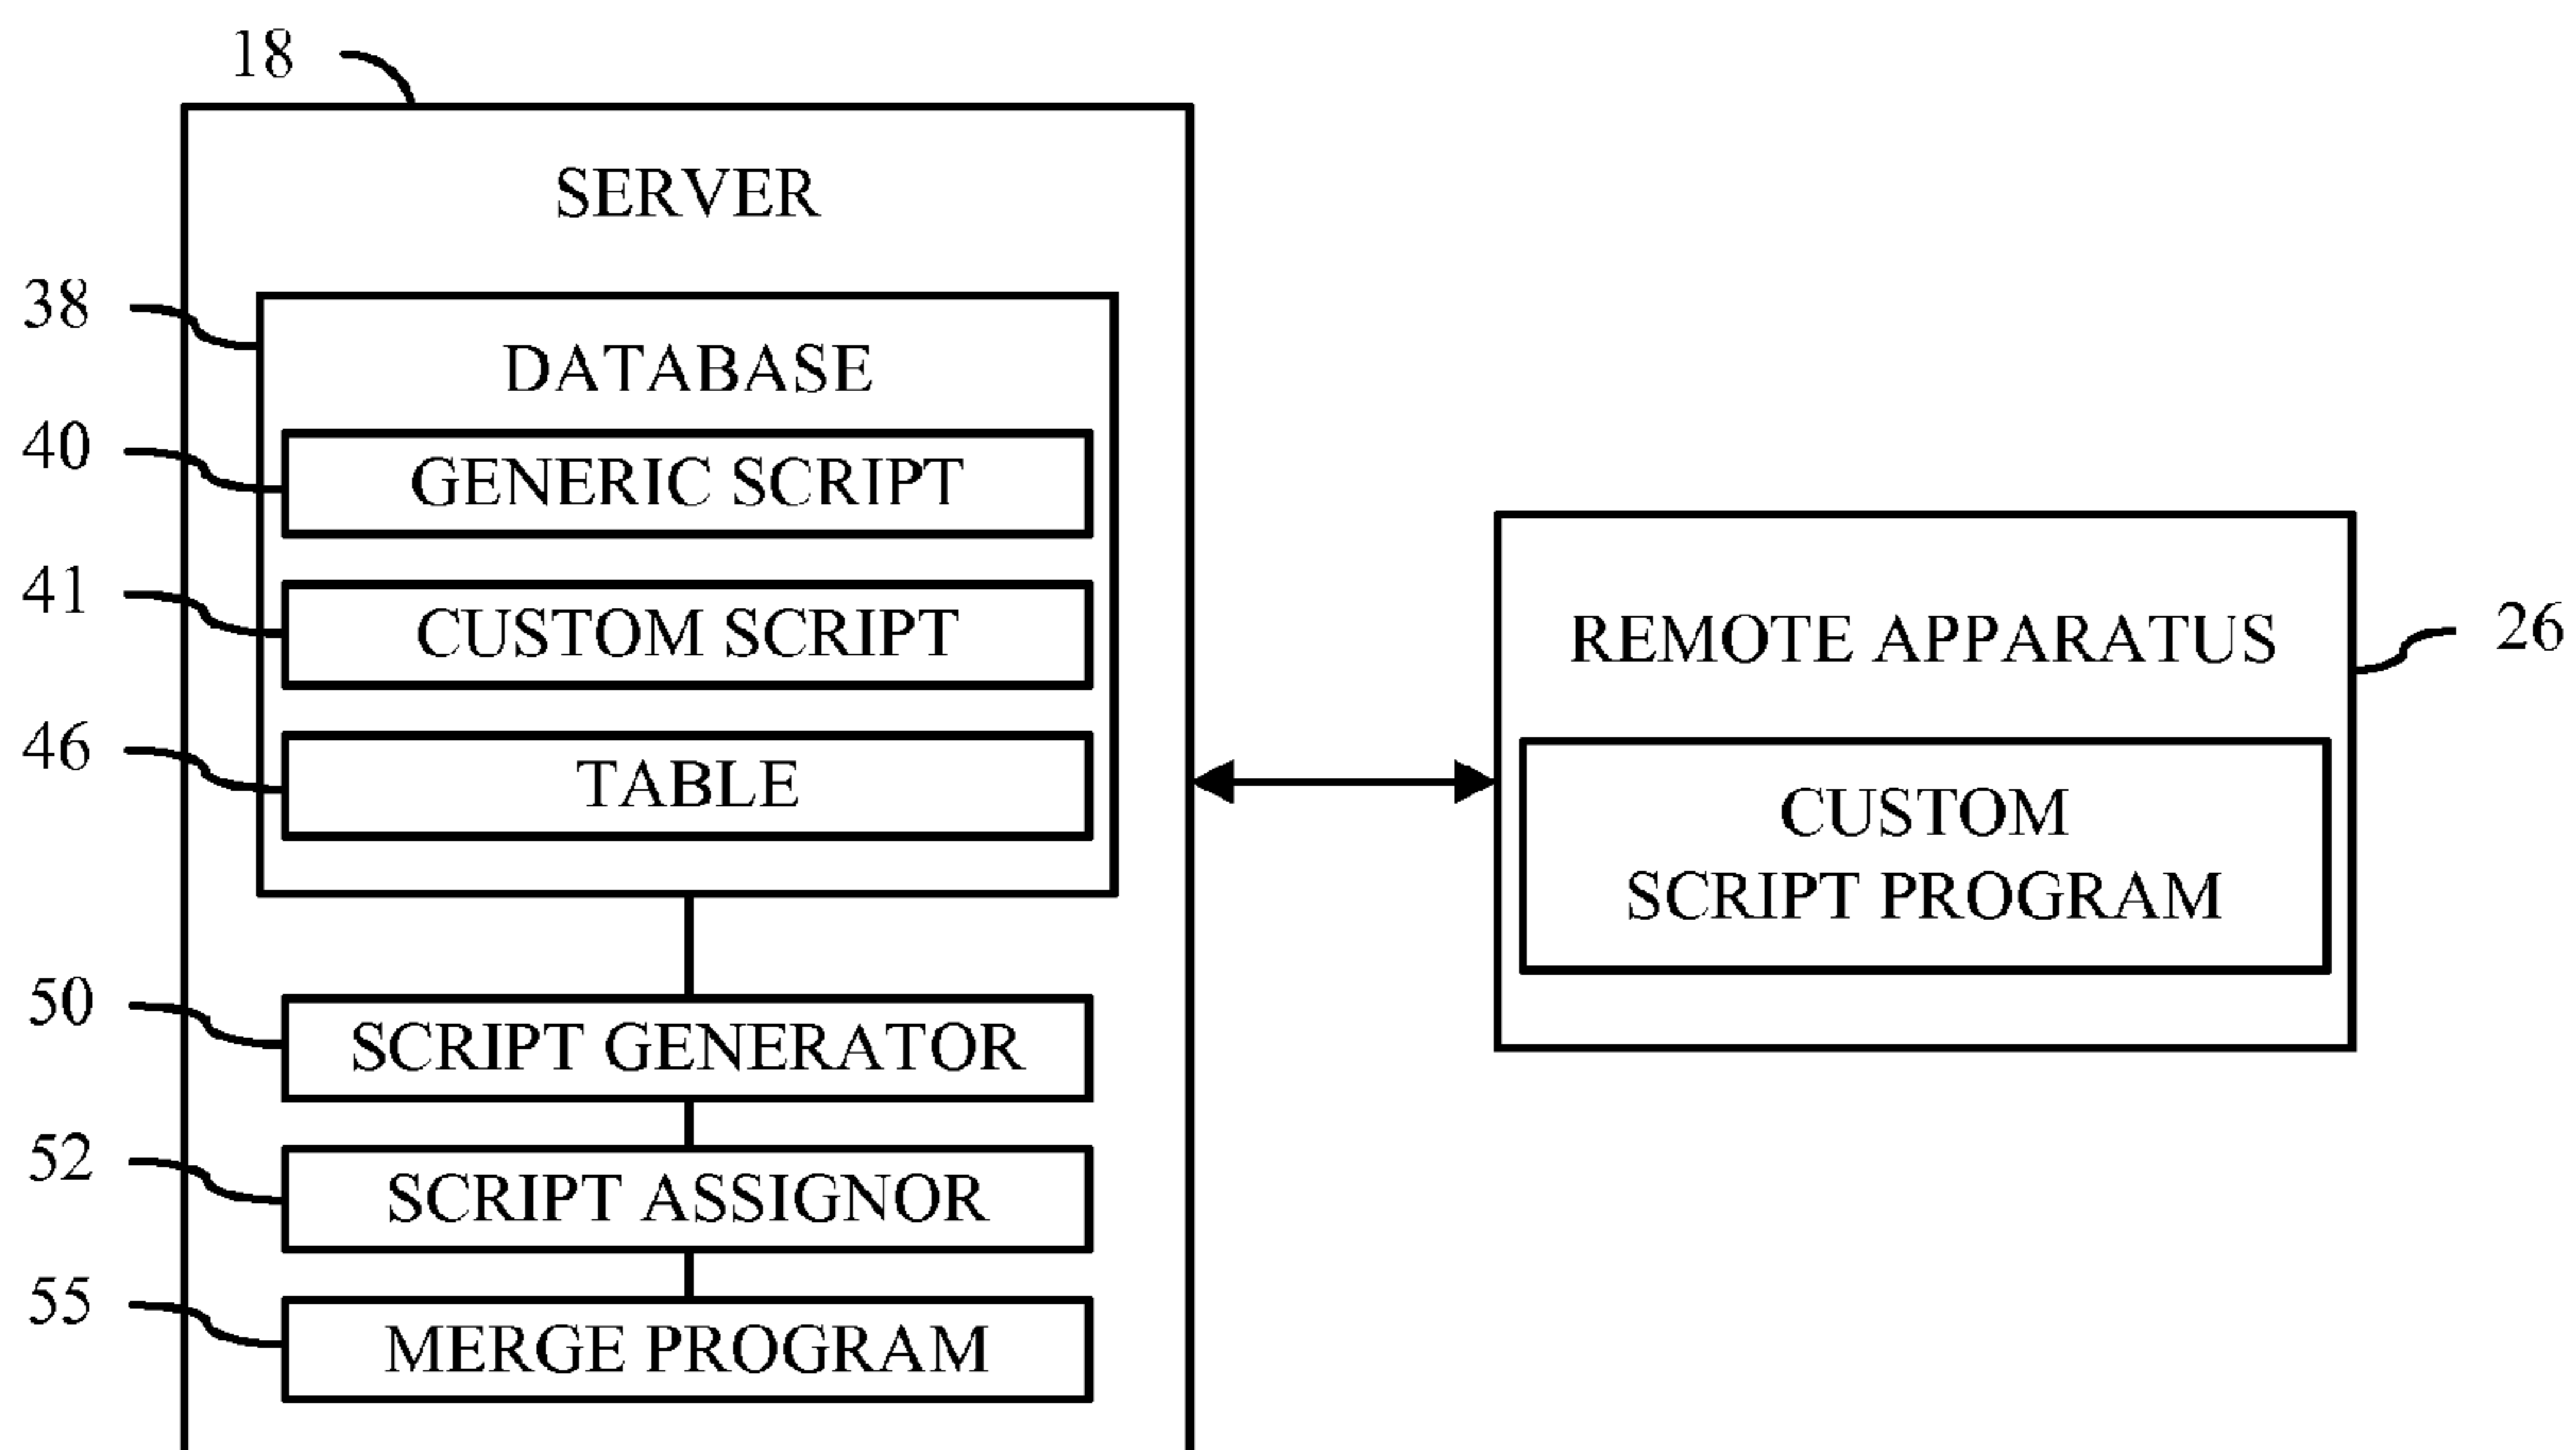 18
SERVER
38
DATABASE
40
GENERIC SCRIPT
41
CUSTOM SCRIPT
46
TABLE
50
SCRIPT GENERATOR
52
SCRIPT ASSIGNOR
55
MERGE PROGRAM
REMOTE APPARATUS
26
CUSTOM
SCRIPT PROGRAM